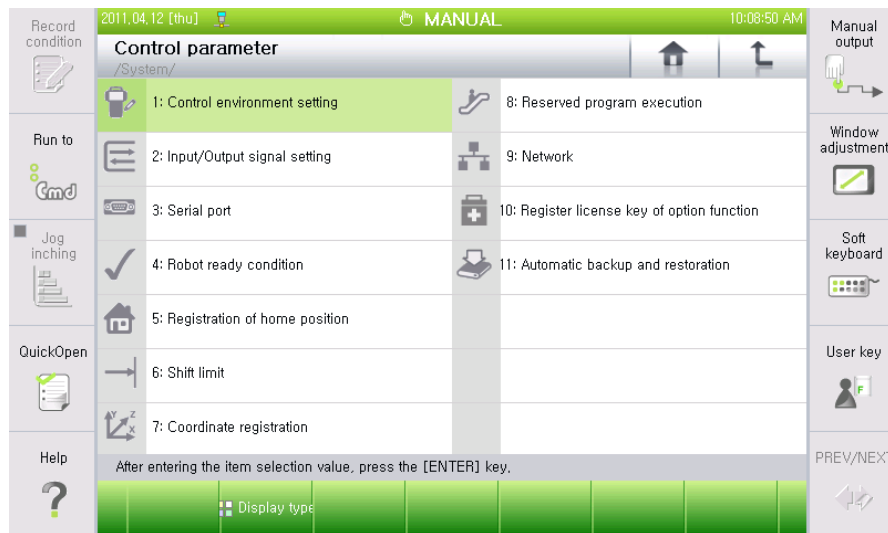 Record
condition
Run to
Cmd
Jog
inching
QuickOpen
Help
2011,04,12 [thu]
MANUAL
10:08:50 AM
Control parameter
/System/
1: Control environment setting
2: Input/Output signal setting
3: Serial port
4: Robot ready condition
5: Registration of home position
6: Shift limit
7: Coordinate registration
8: Reserved program execution
9: Network
10: Register license key of option function
11: Automatic backup and restoration
After entering the item selection value, press the [ENTER] key,
Display type
Manual
output
Window
adjustment
Soft
keyboard
User key
F
PREV/NEXT
Y Z
X